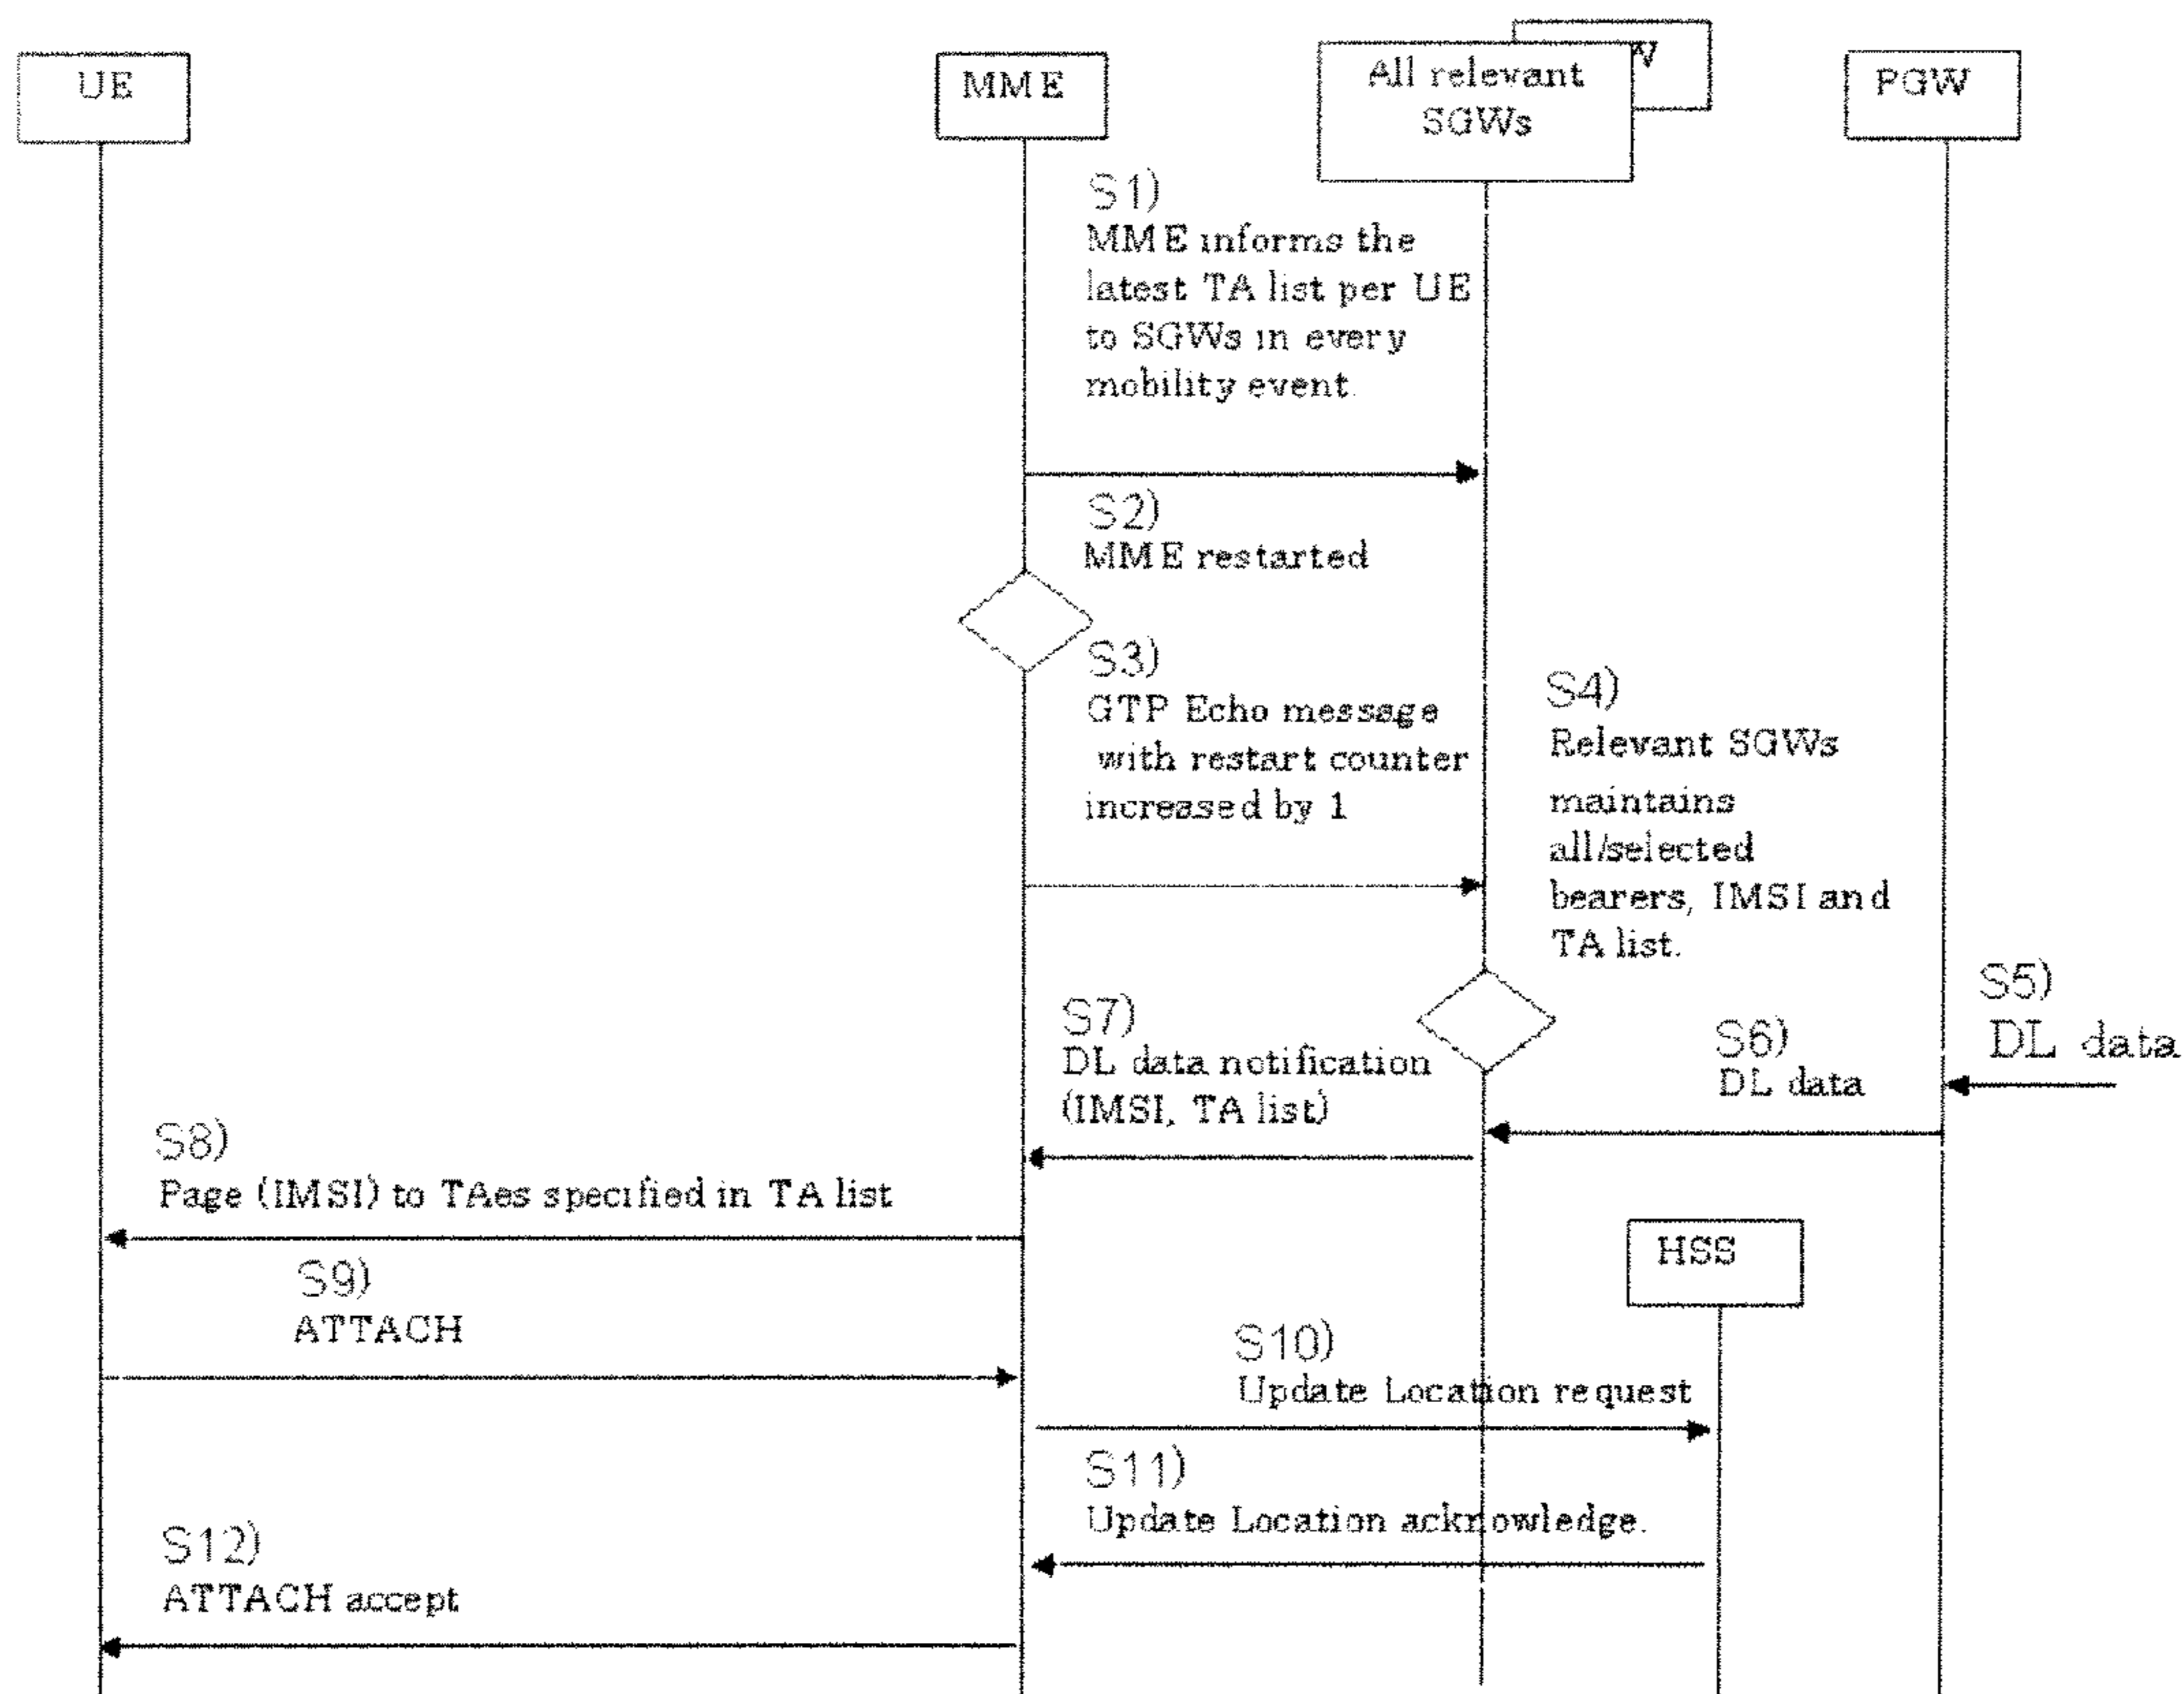 UE
MME
All relevant
SGWs
PGW
S1)
MME informs the
latest TA list per UE
to SGWs in every
mobility event.
S2)
MME restarted
S3)
GTP Echo message
with restart counter
increased by 1
S4)
Relevant SGWs
maintains
all/selected
bearers, IMSI and
TA list.
S5)
DL data
S6)
DL data
S7)
DL data notification
(IMSI, TA list)
S8)
Page (IMSI) to TAes specified in TA list
HSS
S9)
ATTACH
S10)
Update Location request
S11)
Update Location acknowledge.
S12)
ATTACH accept